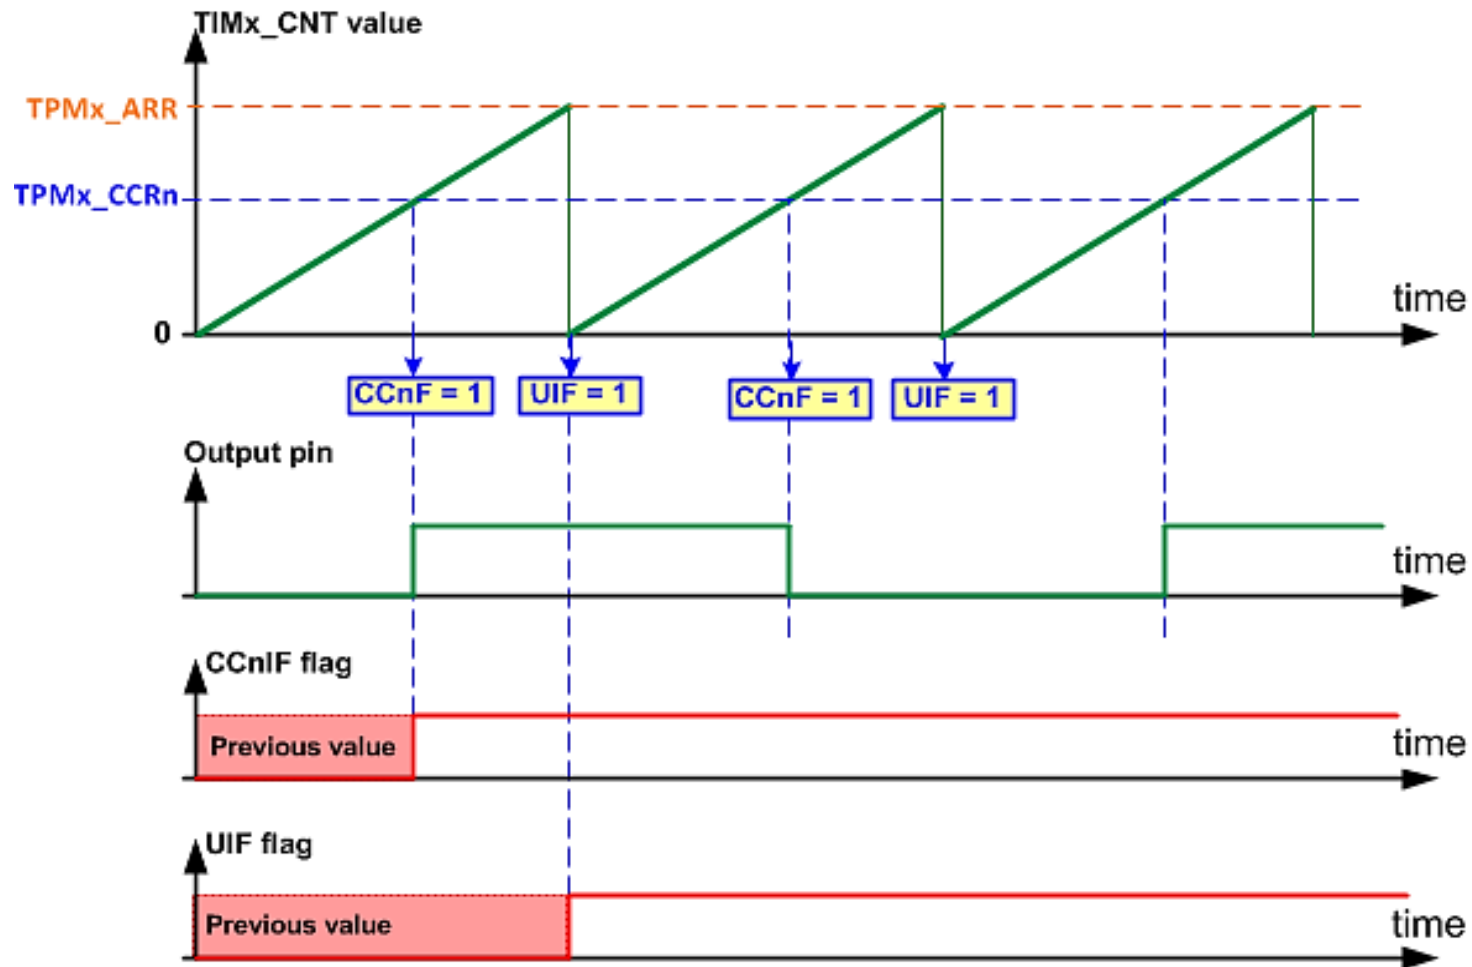 TIMx_CNT value
TPMx_ARR
TPMx_CCRn
time
0
CCnF = 1
UIF = 1
CCnF = 1
UIF = 1
Output pin
time
CCnIF flag
Previous value
time
UIF flag
Previous value
time